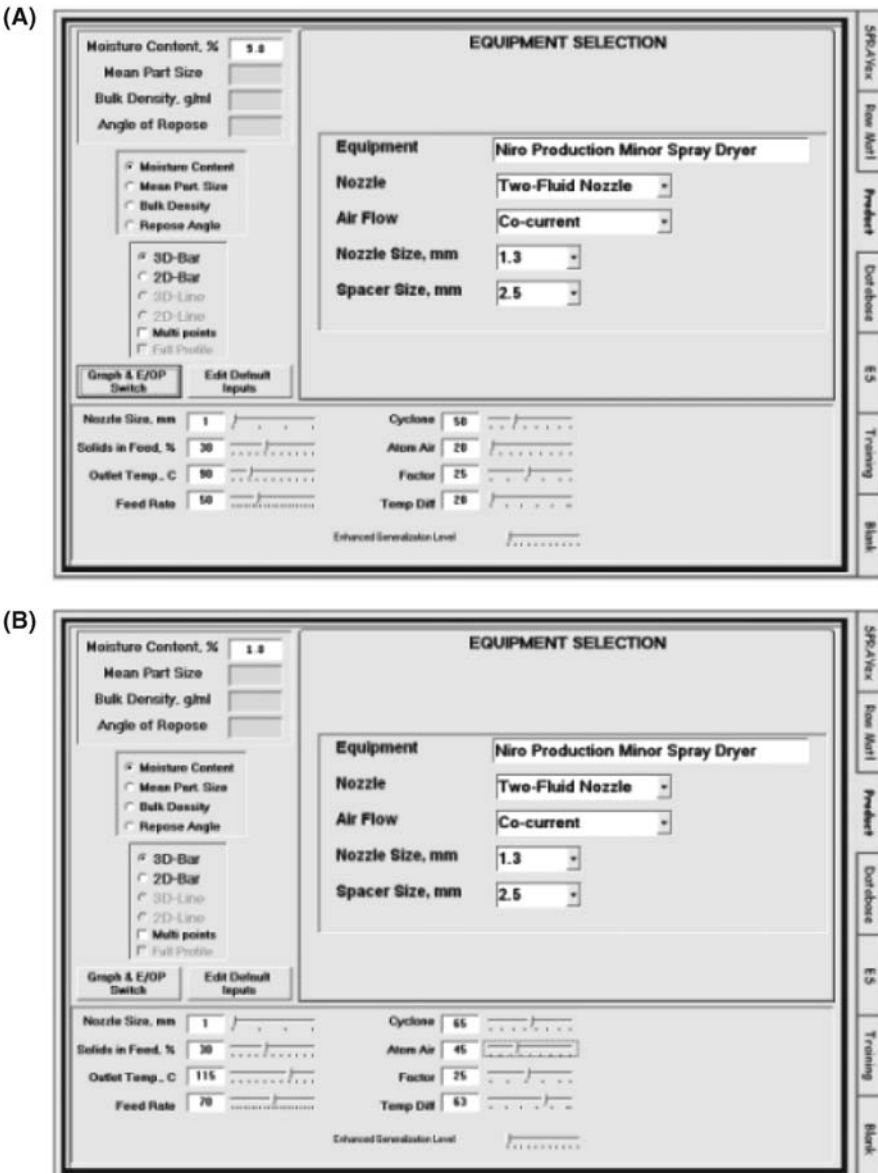 (A)
Moisture Content, % 5.0
Mean Part Size
Bulk Density, g/ml
Angle of Repose
Moisture Content
Mean Part. Size
Bulk Density
Repose Angle
3D-Bar
2D-Bar
3D-Line
2D-Line
Multi points
Full Profile
Graph & E/OP
Switch
Edit Default
Inputs
EQUIPMENT SELECTION
Equipment Niro Production Minor Spray Dryer
Nozzle Two-Fluid Nozzle
Air Flow Co-current
Nozzle Size, mm 1.3
Spacer Size, mm 2.5
Nozzle Size, mm 1 Cyclone 50
Solids in Feed, % 30 Atom Air 20
Outlet Temp., C 90 Factor 25
Feed Rate 50 Temp Diff 20
Enhanced Generalization Level
SPRAYex
Raw Matl
Product
Database
ES
Training
Blank
(B)
Moisture Content, % 1.0
Mean Part Size
Bulk Density, g/ml
Angle of Repose
Moisture Content
Mean Part. Size
Bulk Density
Repose Angle
3D-Bar
2D-Bar
3D-Line
2D-Line
Multi points
Full Profile
Graph & E/OP
Switch
Edit Default
Inputs
EQUIPMENT SELECTION
Equipment Niro Production Minor Spray Dryer
Nozzle Two-Fluid Nozzle
Air Flow Co-current
Nozzle Size, mm 1.3
Spacer Size, mm 2.5
Nozzle Size, mm 1 Cyclone 65
Solids in Feed, % 30 Atom Air 45
Outlet Temp., C 115 Factor 25
Feed Rate 70 Temp Diff 63
Enhanced Generalization Level
SPRAYex
Raw Matl
Product
Database
ES
Training
Blank